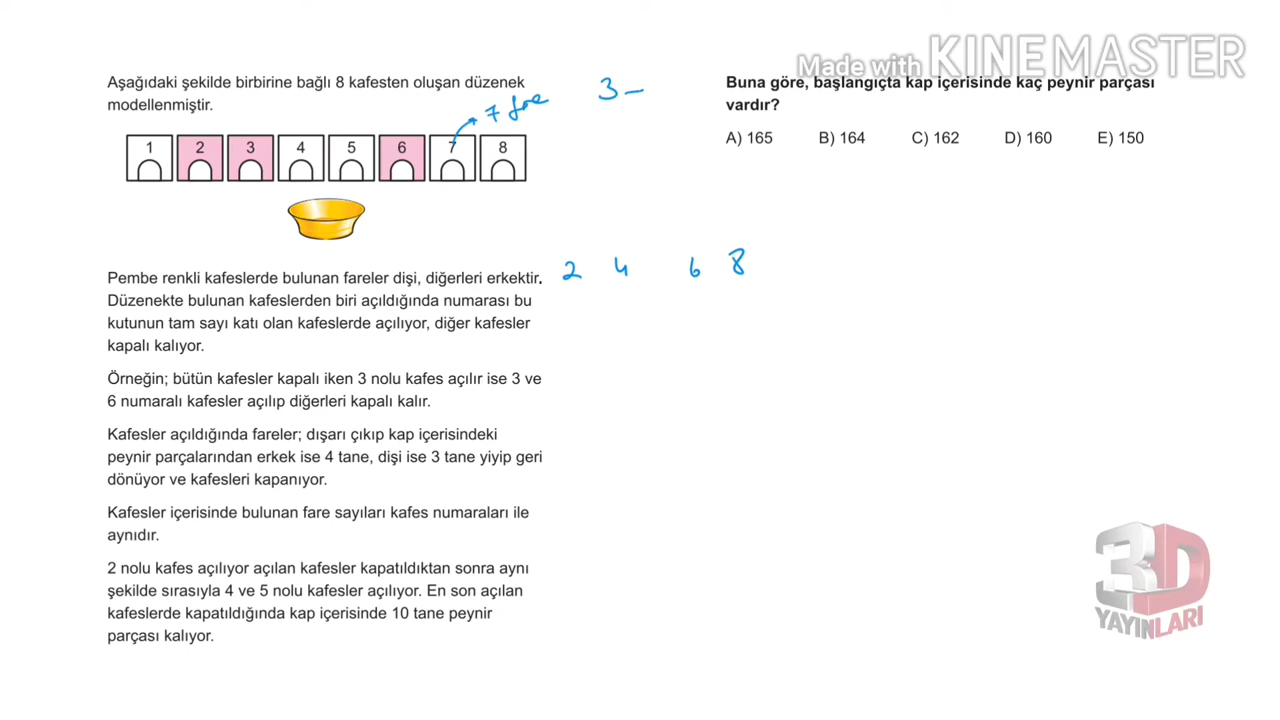 Made with KINEMASTER
Aşağıdaki şekilde birbirine bağlı 8 kafesten oluşan düzenek
modellenmiştir.
3 –
7 fare
1 2 3 4 5 6 7 8
Pembe renkli kafeslerde bulunan fareler dişi, diğerleri erkektir.
2 4 6 8
Düzenekte bulunan kafeslerden biri açıldığında numarası bu
kutunun tam sayı katı olan kafeslerde açılıyor, diğer kafesler
kapalı kalıyor.
Örneğin; bütün kafesler kapalı iken 3 nolu kafes açılır ise 3 ve
6 numaralı kafesler açılıp diğerleri kapalı kalır.
Kafesler açıldığında fareler; dışarı çıkıp kap içerisindeki
peynir parçalarından erkek ise 4 tane, dişi ise 3 tane yiyip geri
dönüyor ve kafesleri kapanıyor.
Kafesler içerisinde bulunan fare sayıları kafes numaraları ile
aynıdır.
2 nolu kafes açılıyor açılan kafesler kapatıldıktan sonra aynı
şekilde sırasıyla 4 ve 5 nolu kafesler açılıyor. En son açılan
kafeslerde kapatıldığında kap içerisinde 10 tane peynir
parçası kalıyor.
Buna göre, başlangıçta kap içerisinde kaç peynir parçası
vardır?
A) 165 B) 164 C) 162 D) 160 E) 150
3D
YAYINLARI